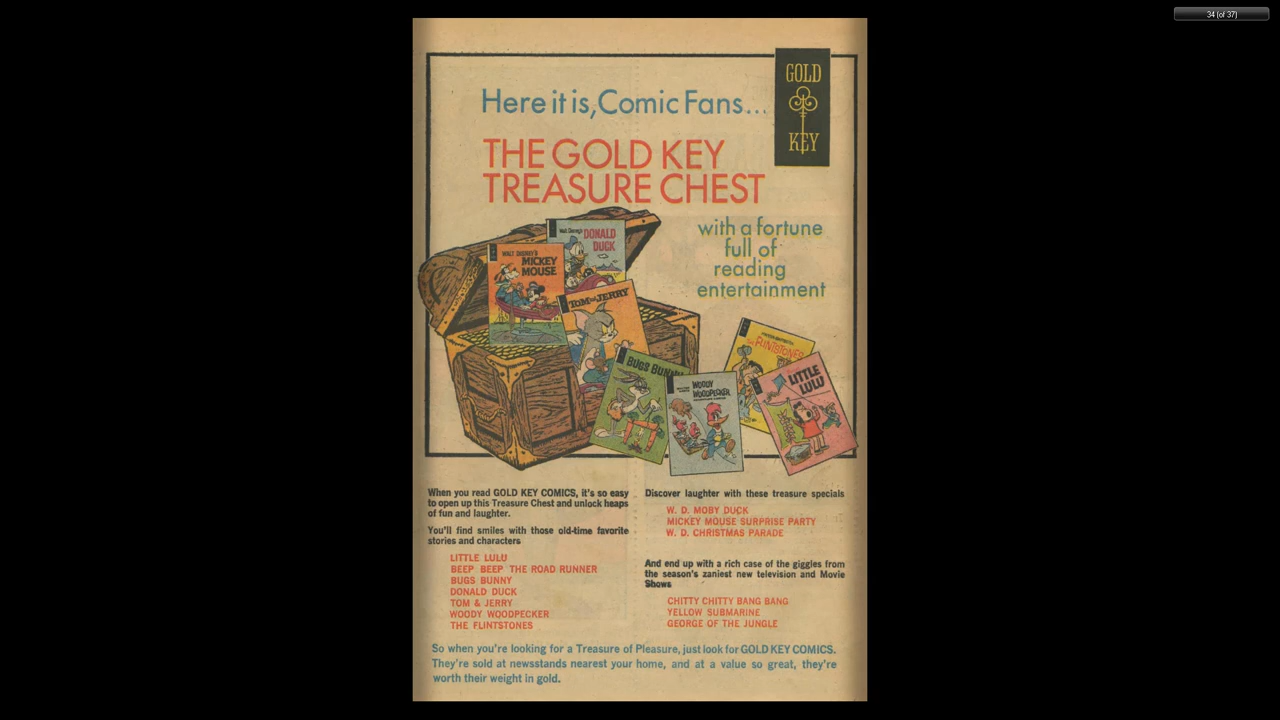 34 (of 37)
GOLD
KEY
Here it is, Comic Fans...
THE GOLD KEY
TREASURE CHEST
with a fortune
full of
reading
entertainment
Walt Disney's
DONALD
DUCK
WALT DISNEY'S
MICKEY
MOUSE
TOM and JERRY
BUGS BUNNY
WOODY
WOODPECKER
The FLINTSTONES
LITTLE
LULU
When you read GOLD KEY COMICS, it's so easy
to open up this Treasure Chest and unlock heaps
of fun and laughter.
You'll find smiles with those old-time favorite
stories and characters
LITTLE LULU
BEEP BEEP THE ROAD RUNNER
BUGS BUNNY
DONALD DUCK
TOM & JERRY
WOODY WOODPECKER
THE FLINTSTONES
Discover laughter with these treasure specials
W. D. MOBY DUCK
MICKEY MOUSE SURPRISE PARTY
W. D. CHRISTMAS PARADE
And end up with a rich case of the giggles from
the season's zaniest new television and Movie
Shows
CHITTY CHITTY BANG BANG
YELLOW SUBMARINE
GEORGE OF THE JUNGLE
So when you're looking for a Treasure of Pleasure, just look for GOLD KEY COMICS.
They're sold at newsstands nearest your home, and at a value so great, they're
worth their weight in gold.